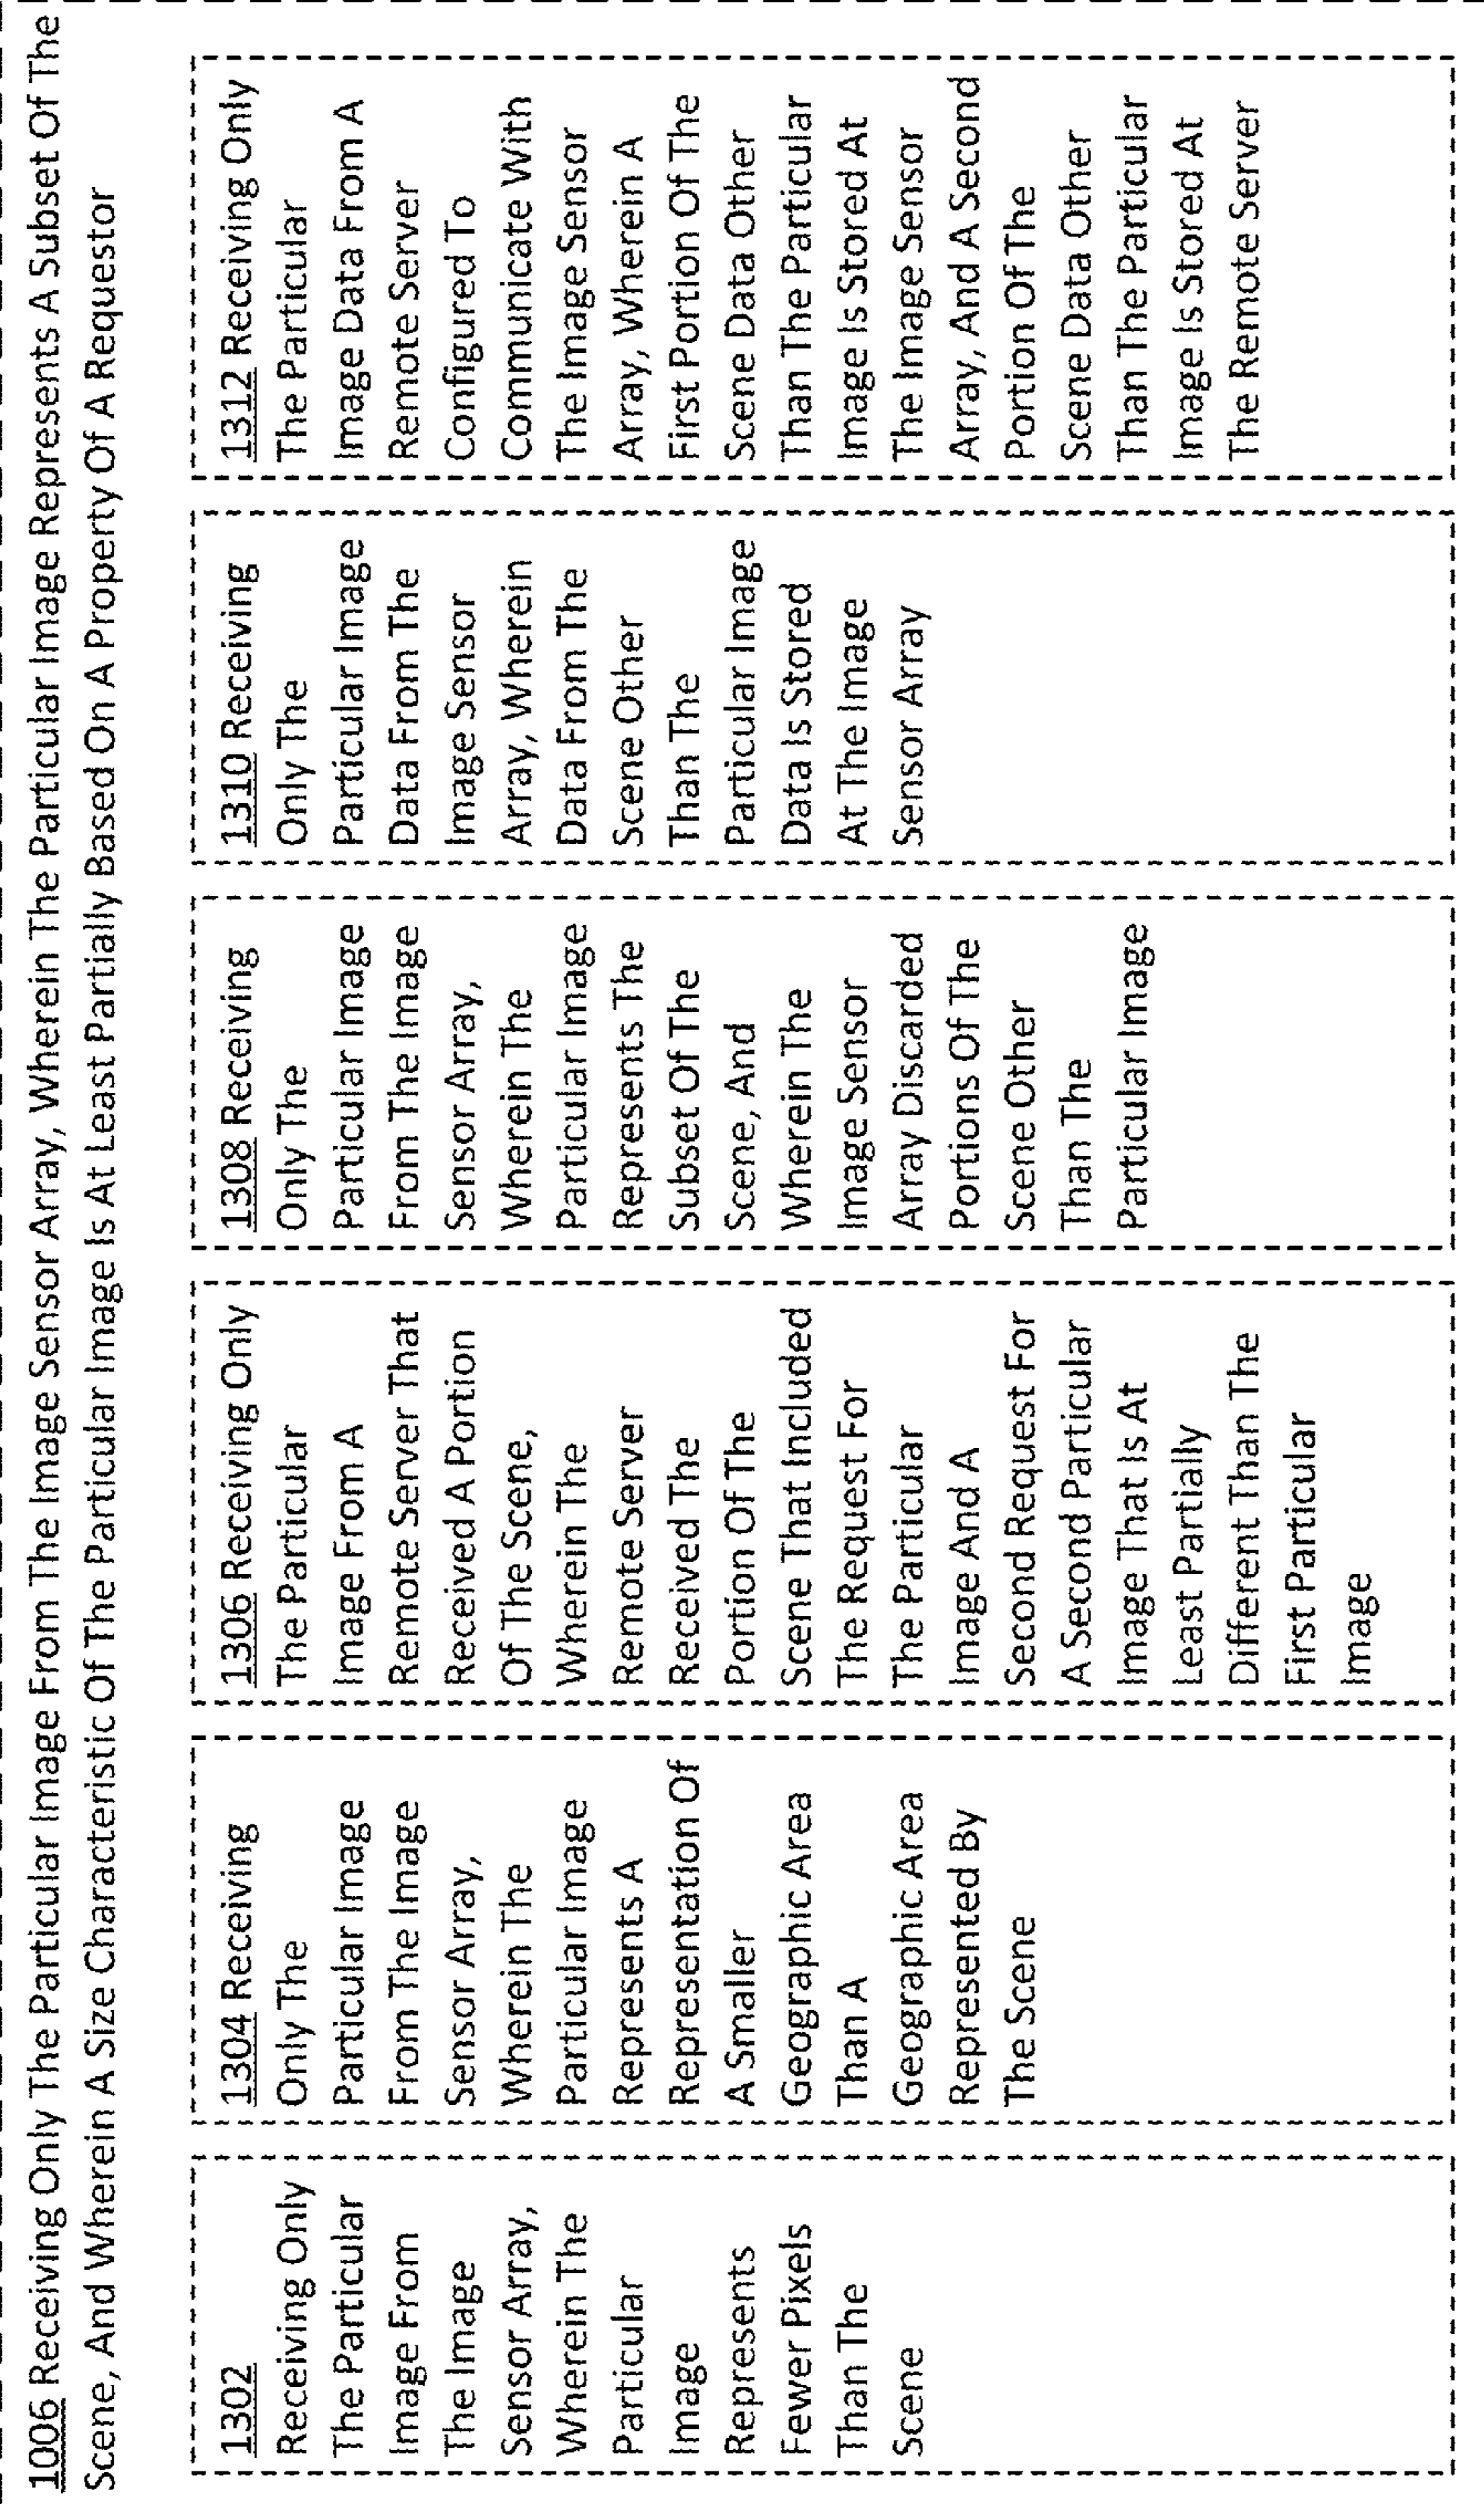 1006 Receiving Only The Particular Image From The Image Sensor Array, Wherein The Particular Image Represents A Subset Of The
Scene, And Wherein A Size Characteristic Of The Particular Image Is At Least Partially Based On A Property Of A Requestor
1302
Receiving Only
The Particular
Image From
The Image
Sensor Array,
Wherein The
Particular
Image
Represents
Fewer Pixels
Than The
Scene
1304 Receiving
Only The
Particular Image
From The Image
Sensor Array,
Wherein The
Particular Image
Represents A
Representation Of
A Smaller
Geographic Area
Than A
Geographic Area
Represented By
The Scene
1306 Receiving Only
The Particular
Image From A
Remote Server That
Received A Portion
Of The Scene,
Wherein The
Remote Server
Received The
Portion Of The
Scene That Included
The Request For
The Particular
Image And A
Second Request For
A Second Particular
Image That Is At
Least Partially
Different Than The
First Particular
Image
1308 Receiving
Only The
Particular Image
From The Image
Sensor Array,
Wherein The
Particular Image
Represents The
Subset Of The
Scene, And
Wherein The
Image Sensor
Array Discarded
Portions Of The
Scene Other
Than The
Particular Image
1310 Receiving
Only The
Particular Image
Data From The
Image Sensor
Array, Wherein
Data From The
Scene Other
Than The
Particular Image
Data Is Stored
At The Image
Sensor Array
1312 Receiving Only
The Particular
Image Data From A
Remote Server
Configured To
Communicate With
The Image Sensor
Array, Wherein A
First Portion Of The
Scene Data Other
Than The Particular
Image Is Stored At
The Image Sensor
Array, And A Second
Portion Of The
Scene Data Other
Than The Particular
Image Is Stored At
The Remote Server